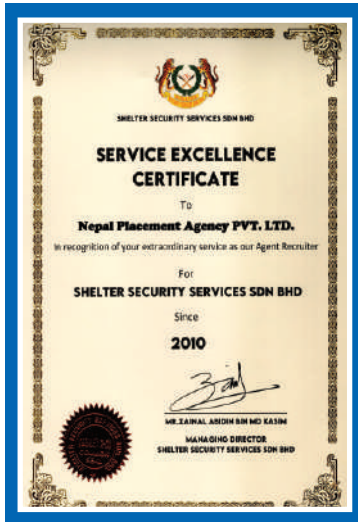 SHELTER SECURITY SERVICES SDN BHD
SERVICE EXCELLENCE
CERTIFICATE
To
Nepal Placement Agency PVT. LTD.
In recognition of your extraordinary service as our Agent Recruiter
For
SHELTER SECURITY SERVICES SDN BHD
Since
2010
MR.ZAINAL ABIDIN BIN MD KASIM
MANAGING DIRECTOR
SHELTER SECURITY SERVICES SDN BHD